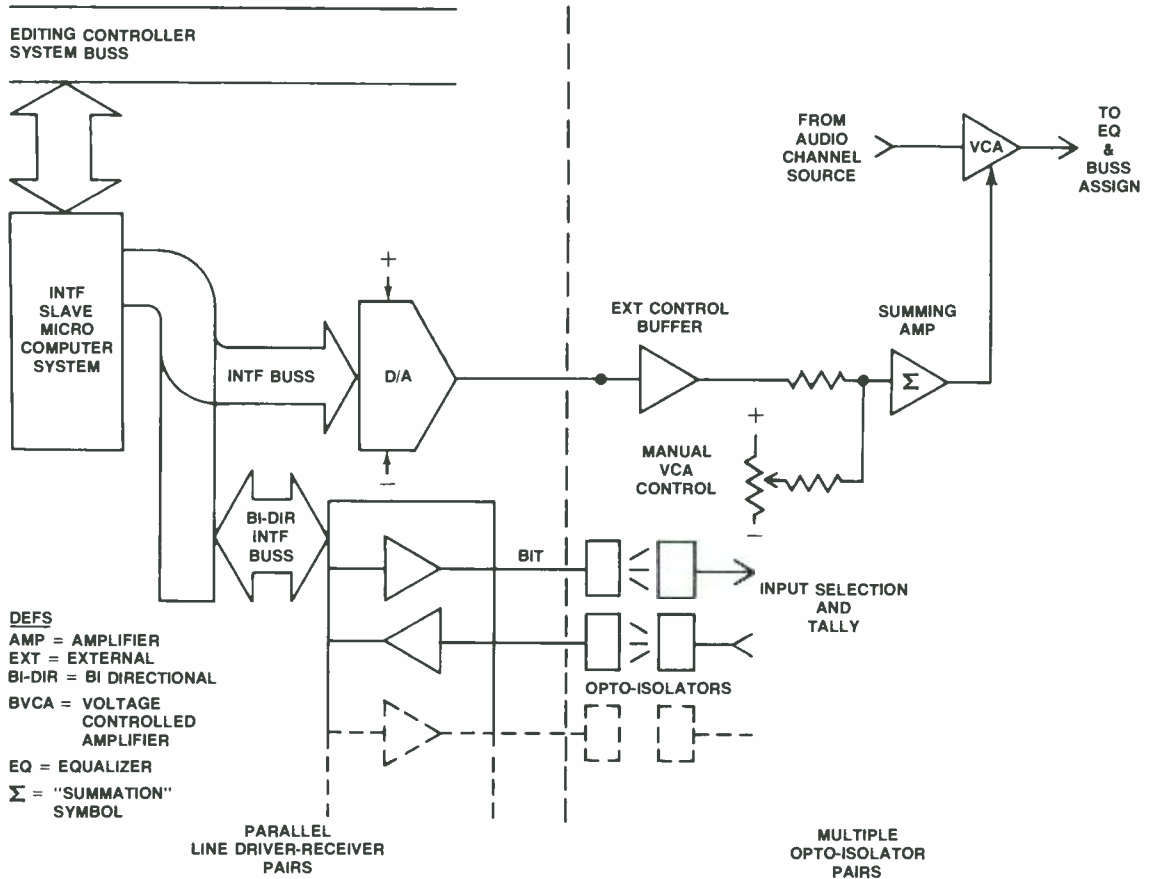 EDITING CONTROLLER
SYSTEM BUSS
FROM
AUDIO
CHANNEL
SOURCE
VCA
TO
EQ
&
BUSS
ASSIGN
INTF
SLAVE
MICRO
COMPUTER
SYSTEM
INTF BUSS
+
D/A
−
EXT CONTROL
BUFFER
SUMMING
AMP
Σ
MANUAL
VCA
CONTROL
+
−
BI-DIR
INTF
BUSS
BIT
INPUT SELECTION
AND
TALLY
OPTO-ISOLATORS
DEFS
AMP = AMPLIFIER
EXT = EXTERNAL
BI-DIR = BI DIRECTIONAL
BVCA = VOLTAGE
CONTROLLED
AMPLIFIER
EQ = EQUALIZER
Σ = "SUMMATION"
SYMBOL
PARALLEL
LINE DRIVER-RECEIVER
PAIRS
MULTIPLE
OPTO-ISOLATOR
PAIRS